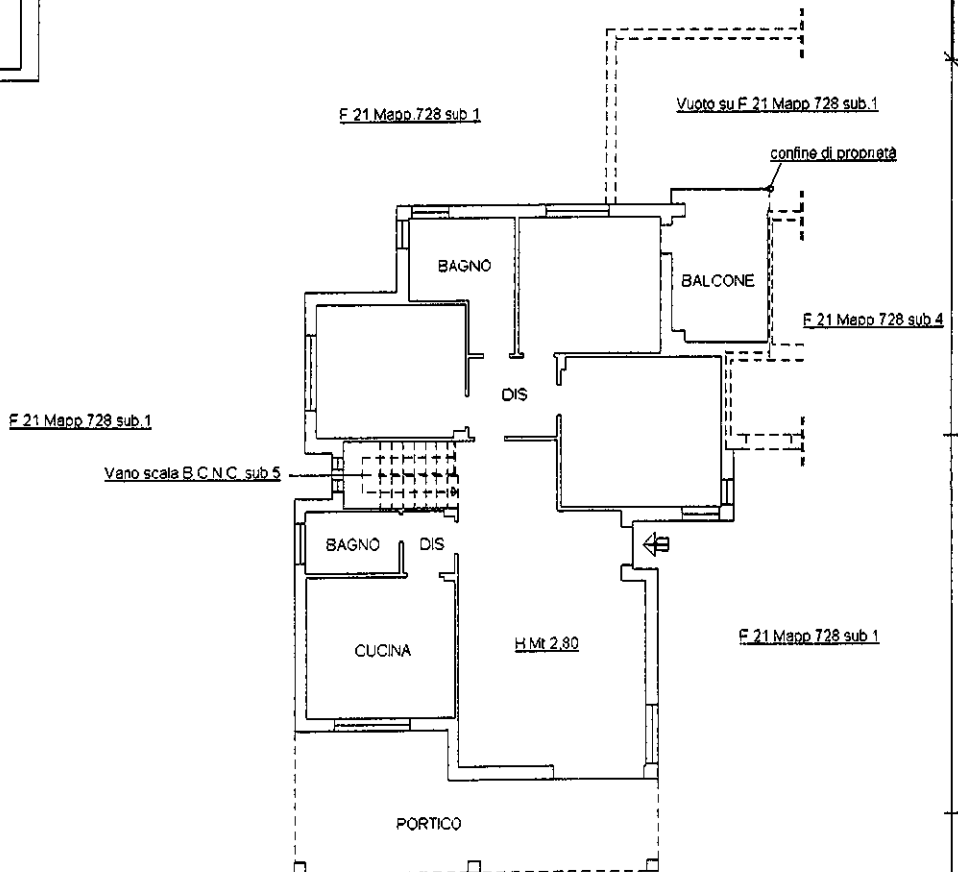 F 21 Mapp.728 sub 1
Vuoto su F 21 Mapp 728 sub.1
confine di proprietà
BAGNO
BALCONE
F 21 Mapp 728 sub 4
DIS
F 21 Mapp 728 sub.1
Vano scala B.C.N.C. sub 5
BAGNO
DIS
CUCINA
H Mt 2,80
F 21 Mapp 728 sub 1
PORTICO